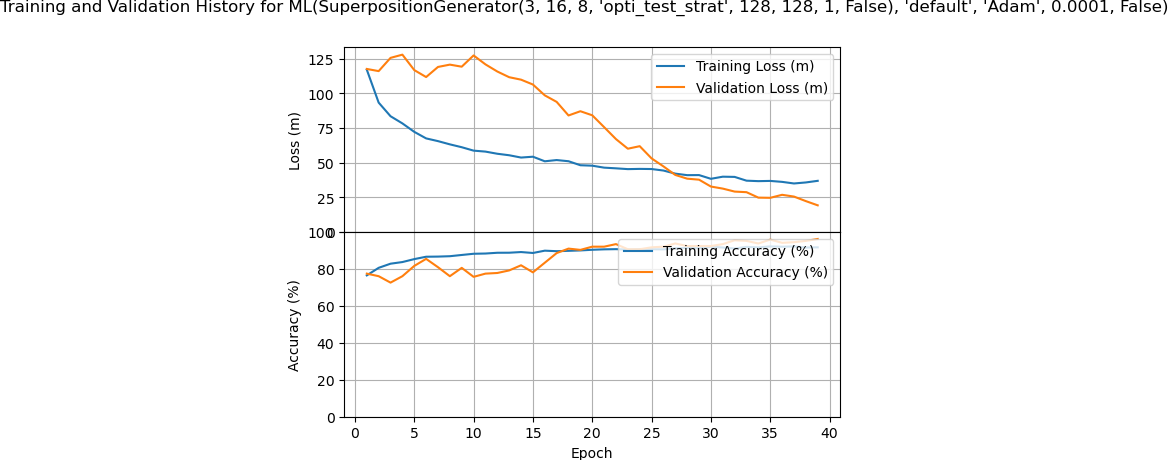 Training and Validation History for ML(SuperpositionGenerator(3, 16, 8, 'opti_test_strat', 128, 128, 1, False), 'default', 'Adam', 0.0001, False)
125
100
75
50
25
0
Loss (m)
Training Loss (m)
Validation Loss (m)
100
80
60
40
20
0
Accuracy (%)
Training Accuracy (%)
Validation Accuracy (%)
0 5 10 15 20 25 30 35 40
Epoch